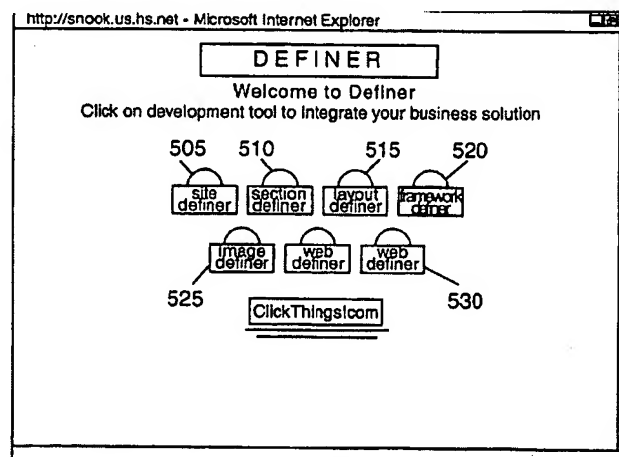 http://snook.us.hs.net - Microsoft Internet Explorer
DEFINER
Welcome to Definer
Click on development tool to integrate your business solution
505 510 515 520
site definer section definer layout definer framework definer
image definer web definer web definer
525 530
ClickThings!com